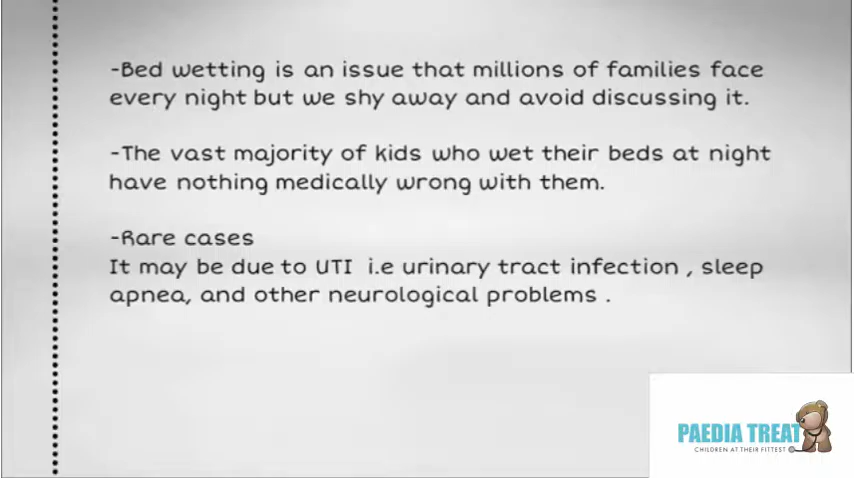 -Bed wetting is an issue that millions of families face
every night but we shy away and avoid discussing it.
-The vast majority of kids who wet their beds at night
have nothing medically wrong with them.
-Rare cases
It may be due to UTI i.e urinary tract infection , sleep
apnea, and other neurological problems .
PAEDIA TREAT
CHILDREN AT THEIR FITTEST